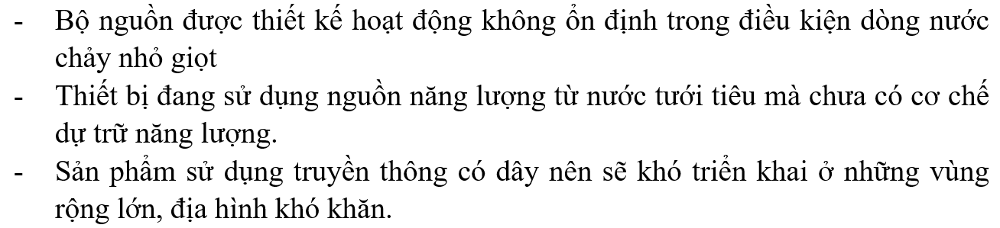 - Bộ nguồn được thiết kế hoạt động không ổn định trong điều kiện dòng nước
chảy nhỏ giọt
- Thiết bị đang sử dụng nguồn năng lượng từ nước tưới tiêu mà chưa có cơ chế
dự trữ năng lượng.
- Sản phẩm sử dụng truyền thông có dây nên sẽ khó triển khai ở những vùng
rộng lớn, địa hình khó khăn.